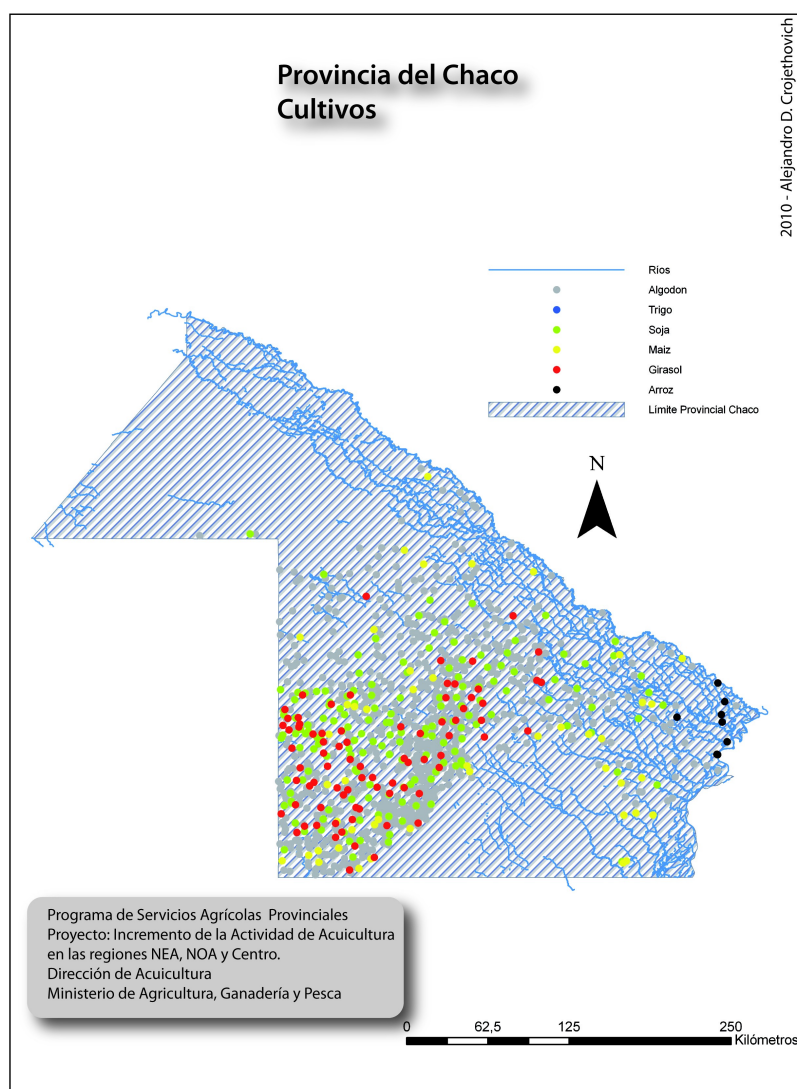 Provincia del Chaco
Cultivos
2010 - Alejandro D. Crojethovich
Ríos
Algodon
Trigo
Soja
Maiz
Girasol
Arroz
Límite Provincial Chaco
N
Programa de Servicios Agrícolas Provinciales
Proyecto: Incremento de la Actividad de Acuicultura
en las regiones NEA, NOA y Centro.
Dirección de Acuicultura
Ministerio de Agricultura, Ganadería y Pesca
0 62,5 125 250
Kilómetros